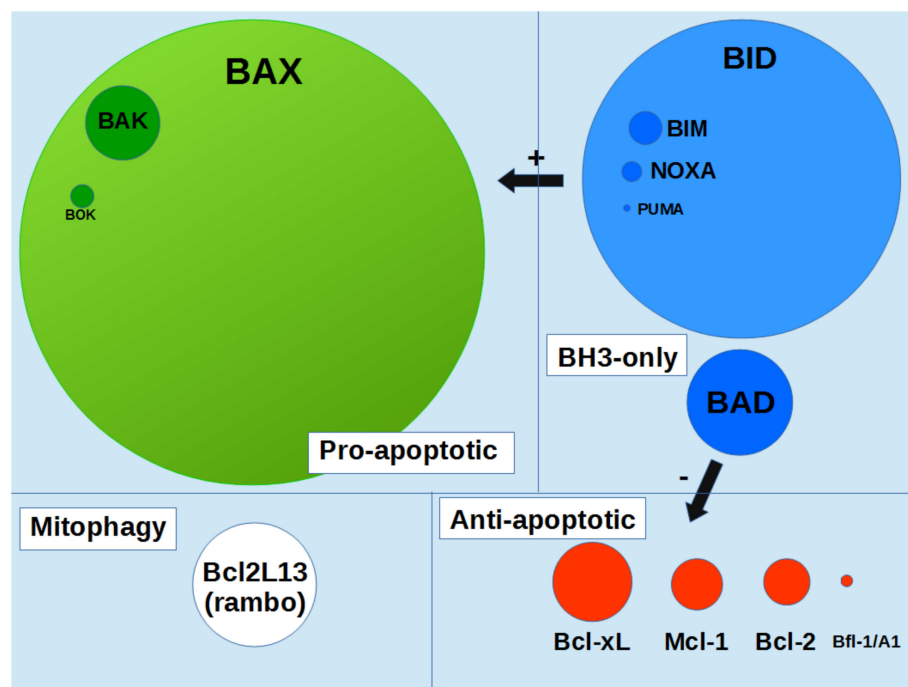 BAX
BAK
BOK
Pro-apoptotic
+
BID
BIM
NOXA
PUMA
BH3-only
BAD
-
Mitophagy
Bcl2L13
(rambo)
Anti-apoptotic
Bcl-xL
Mcl-1
Bcl-2
Bfl-1/A1